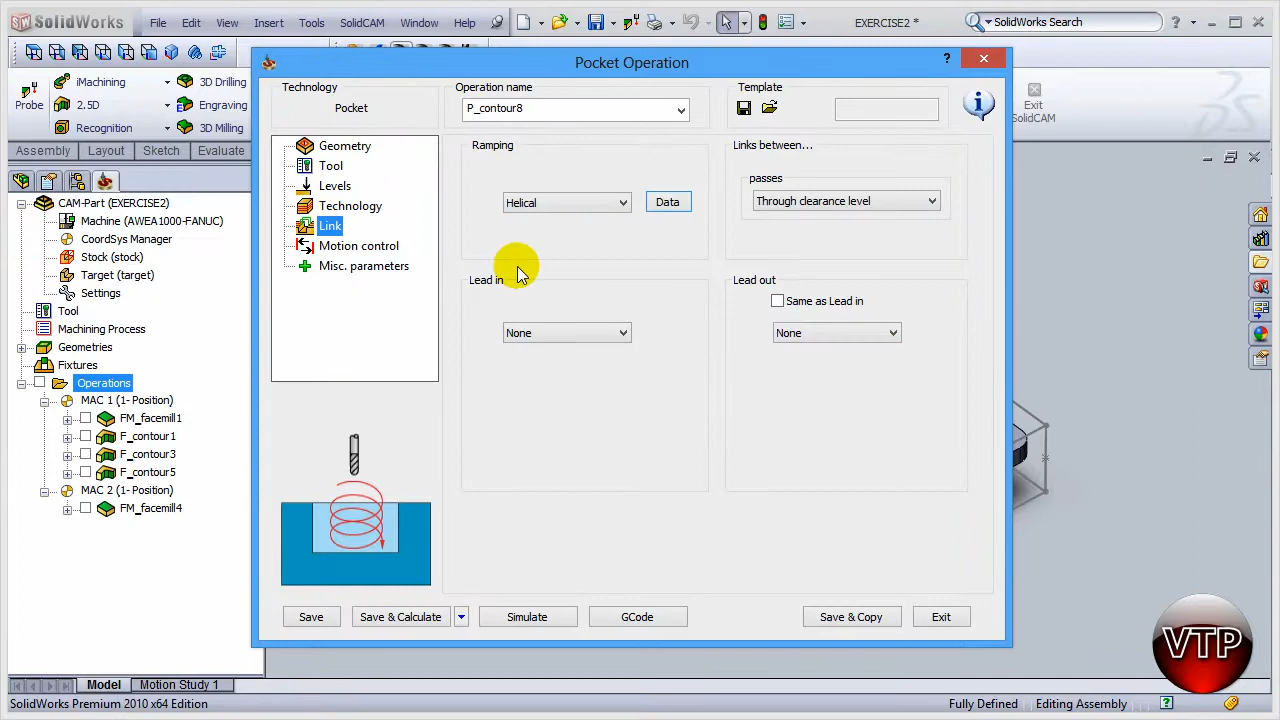 SolidWorks
File Edit View Insert Tools SolidCAM Window Help
EXERCISE2 *
SolidWorks Search
?
iMachining
3D Drilling
Probe
2.5D
Engraving
Recognition
3D Milling
Exit
SolidCAM
Assembly Layout Sketch Evaluate
CAM-Part (EXERCISE2)
Machine (AWEA1000-FANUC)
CoordSys Manager
Stock (stock)
Target (target)
Settings
Tool
Machining Process
Geometries
Fixtures
Operations
MAC 1 (1- Position)
FM_facemill1
F_contour1
F_contour3
F_contour5
MAC 2 (1- Position)
FM_facemill4
Pocket Operation
?
Technology
Pocket
Operation name
P_contour8
Template
Geometry
Tool
Levels
Technology
Link
Motion control
Misc. parameters
Ramping
Helical
Data
Links between...
passes
Through clearance level
Lead in
None
Lead out
Same as Lead in
None
Save
Save & Calculate
Simulate
GCode
Save & Copy
Exit
VTP
Model Motion Study 1
SolidWorks Premium 2010 x64 Edition
Fully Defined
Editing Assembly
?